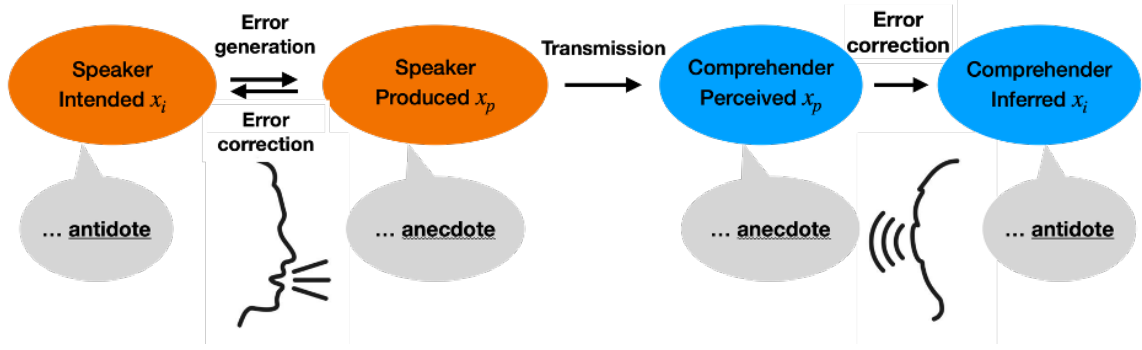 Speaker
Intended x_i
Error
generation
Error
correction
Speaker
Produced x_p
Transmission
Comprehender
Perceived x_p
Error
correction
Comprehender
Inferred x_i
... antidote
... anecdote
... anecdote
... antidote